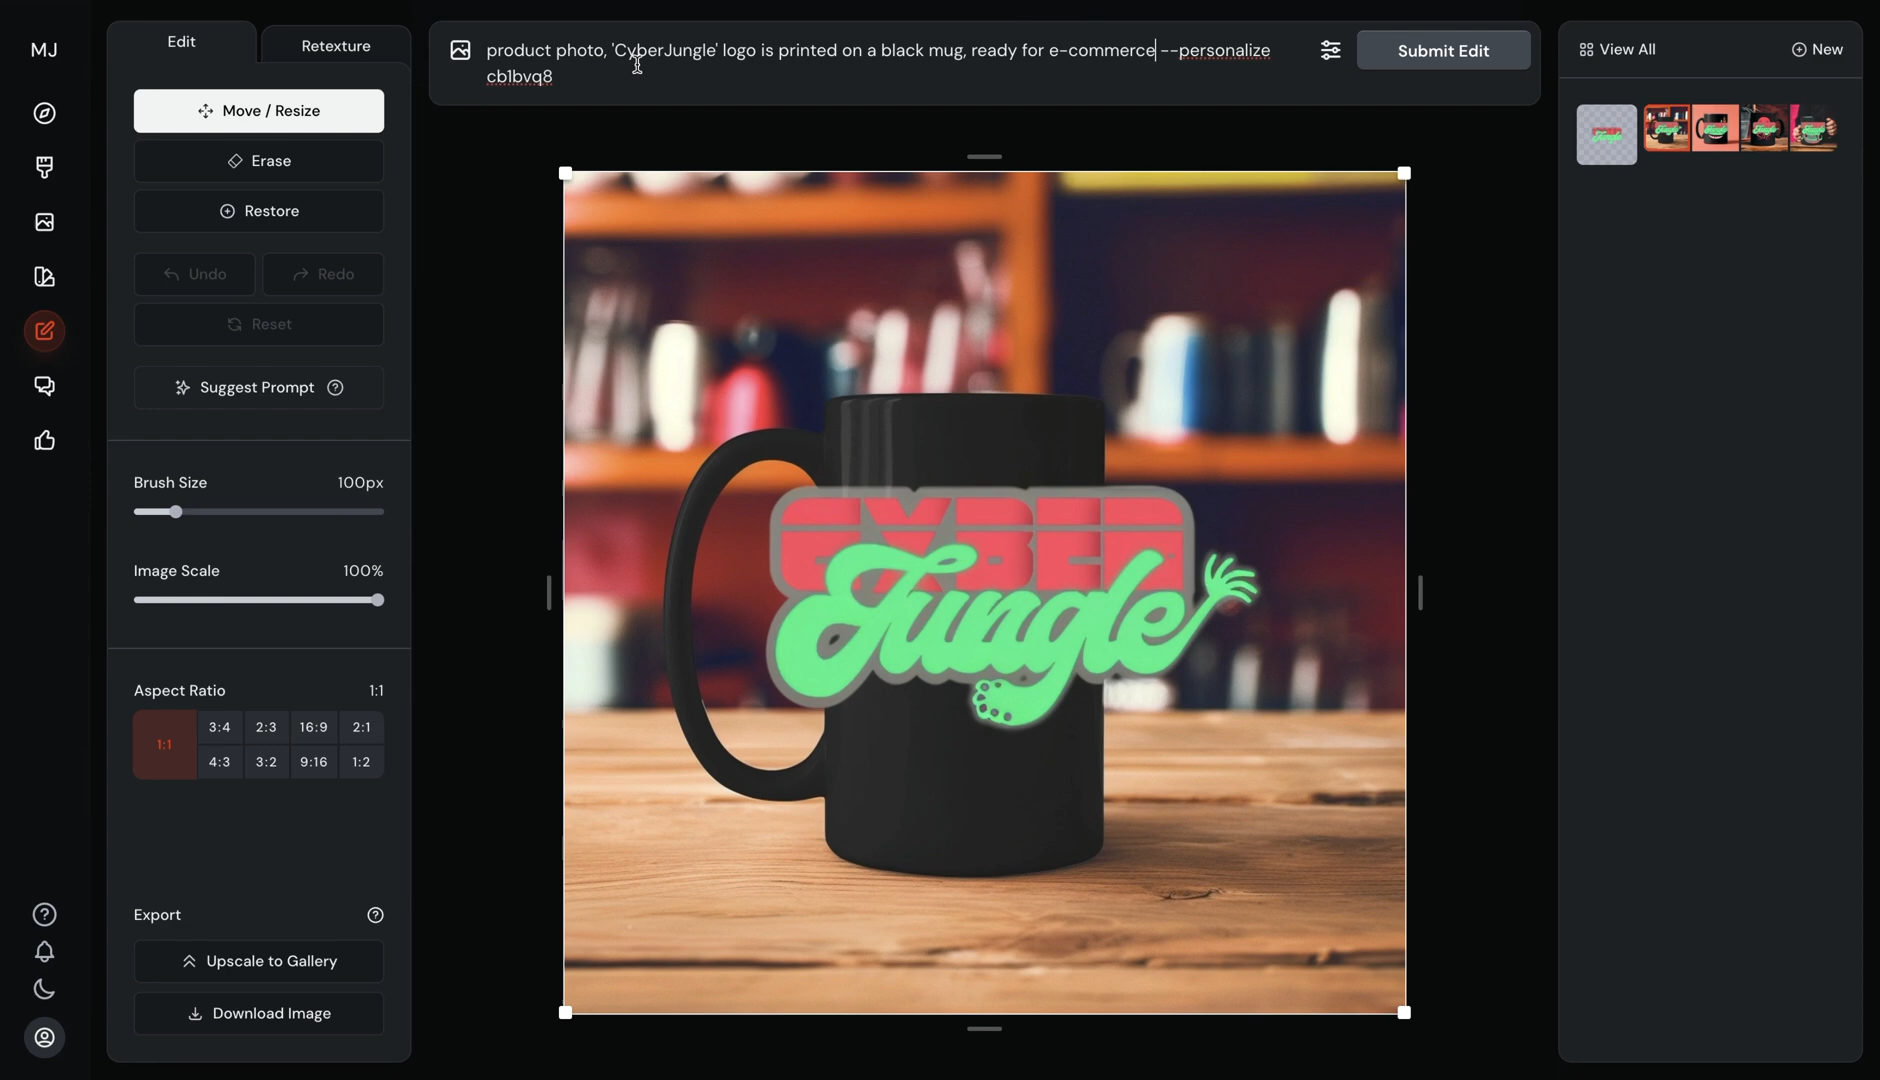 MJ
Edit
Retexture
product photo, 'CyberJungle' logo is printed on a black mug, ready for e-commerce --personalize
cb1bvq8
Submit Edit
View All
New
Move / Resize
Erase
Restore
Undo
Redo
Reset
Suggest Prompt
Brush Size
100px
Image Scale
100%
Aspect Ratio
1:1
1:1
3:4
2:3
16:9
2:1
4:3
3:2
9:16
1:2
Export
Upscale to Gallery
Download Image
CYBER
Jungle